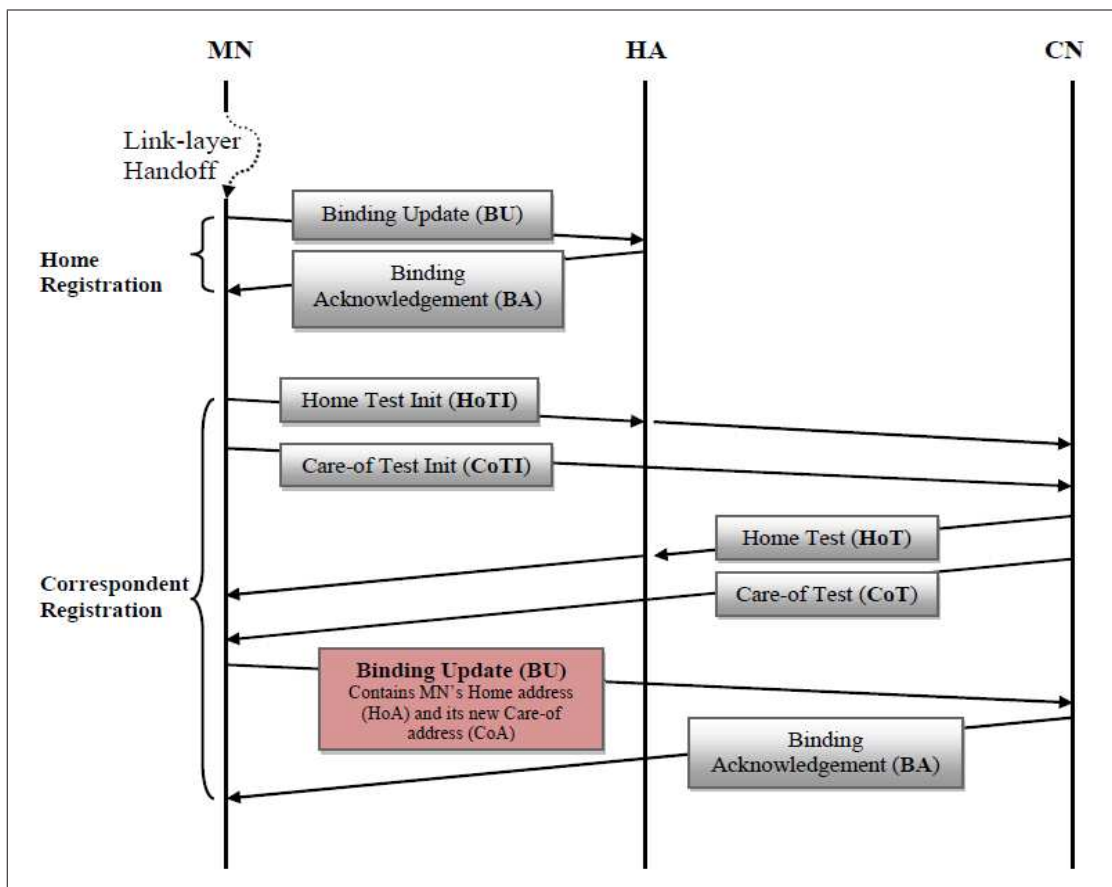 MN
HA
CN
Link-layer
Handoff
Binding Update (BU)
Home
Registration
Binding
Acknowledgement (BA)
Home Test Init (HoTI)
Care-of Test Init (CoTI)
Home Test (HoT)
Correspondent
Registration
Care-of Test (CoT)
Binding Update (BU)
Contains MN's Home address
(HoA) and its new Care-of
address (CoA)
Binding
Acknowledgement (BA)